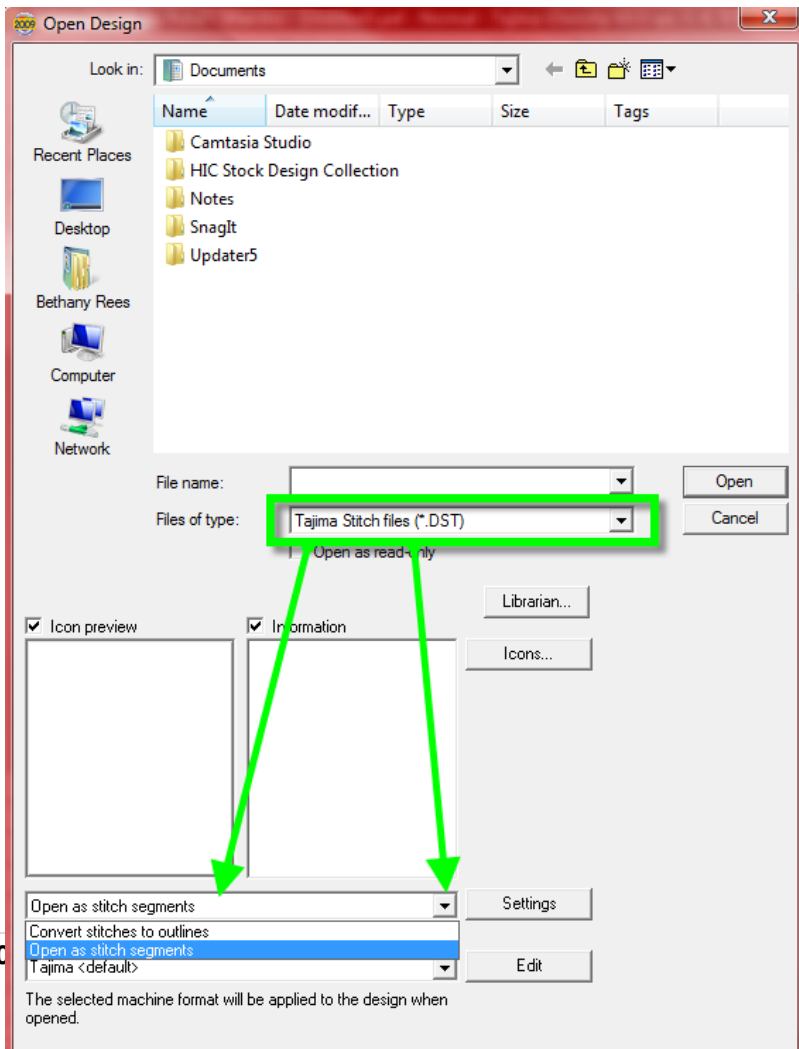 2009 Open Design
Look in: Documents
Name Date modif... Type Size Tags
Recent Places
Desktop
Bethany Rees
Computer
Network
Camtasia Studio
HIC Stock Design Collection
Notes
SnagIt
Updater5
File name: Open
Files of type: Tajima Stitch files (*.DST) Cancel
Open as read-only
Librarian...
Icon preview Information
Icons...
Open as stitch segments Settings
Convert stitches to outlines
Open as stitch segments
Tajima <default> Edit
The selected machine format will be applied to the design when
opened.